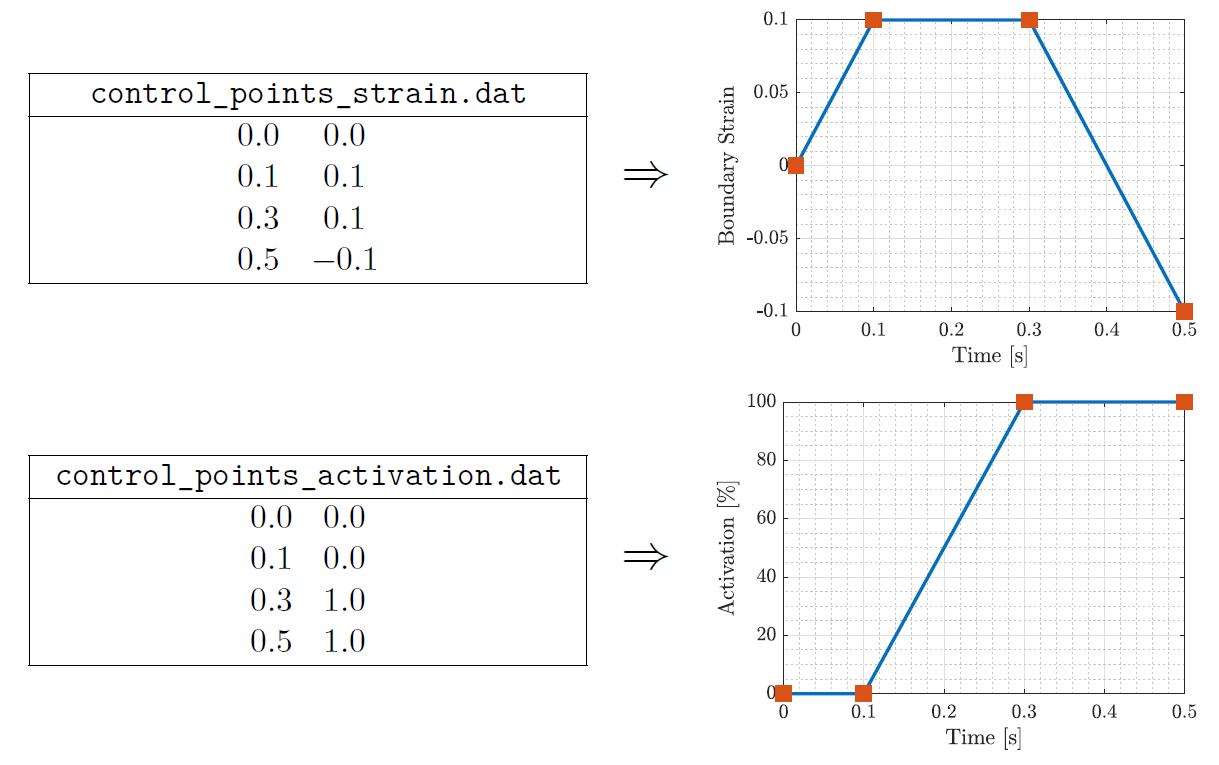 control_points_strain.dat
0.0 0.0
0.1 0.1
0.3 0.1
0.5 −0.1
⇒
0.1
0.05
0
-0.05
-0.1
Boundary Strain
0 0.1 0.2 0.3 0.4 0.5
Time [s]
control_points_activation.dat
0.0 0.0
0.1 0.0
0.3 1.0
0.5 1.0
⇒
100
80
60
40
20
0
Activation [%]
0 0.1 0.2 0.3 0.4 0.5
Time [s]